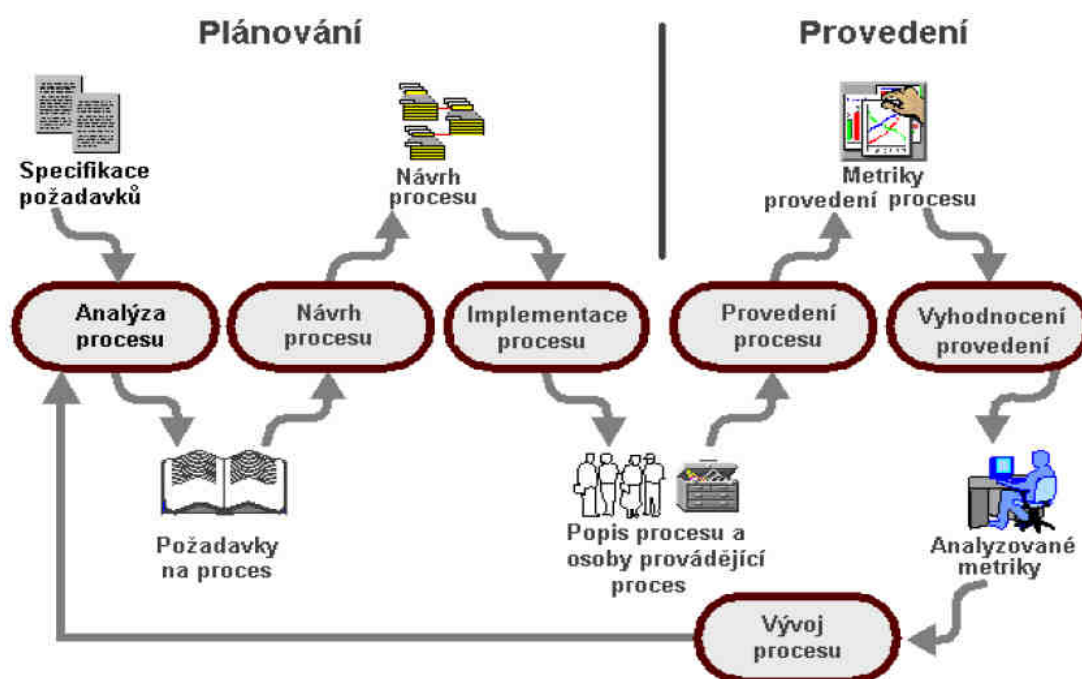 Plánování
Provedení
Specifikace
požadavků
Návrh
procesu
Metriky
provedení procesu
Analýza
procesu
Návrh
procesu
Implementace
procesu
Provedení
procesu
Vyhodnocení
provedení
Požadavky
na proces
Popis procesu a
osoby provádějící
proces
Analyzované
metriky
Vývoj
procesu